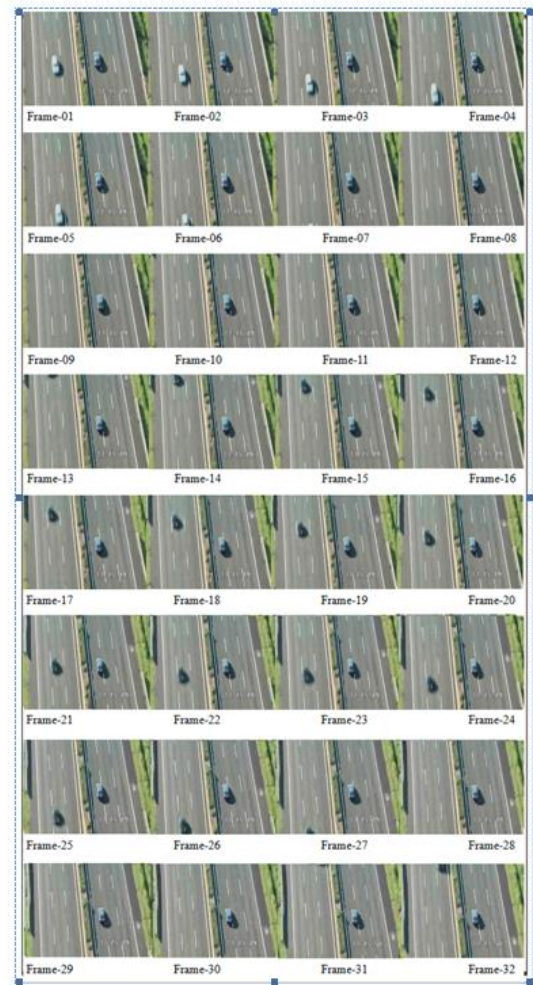 Frame-01 Frame-02 Frame-03 Frame-04
Frame-05 Frame-06 Frame-07 Frame-08
Frame-09 Frame-10 Frame-11 Frame-12
Frame-13 Frame-14 Frame-15 Frame-16
Frame-17 Frame-18 Frame-19 Frame-20
Frame-21 Frame-22 Frame-23 Frame-24
Frame-25 Frame-26 Frame-27 Frame-28
Frame-29 Frame-30 Frame-31 Frame-32